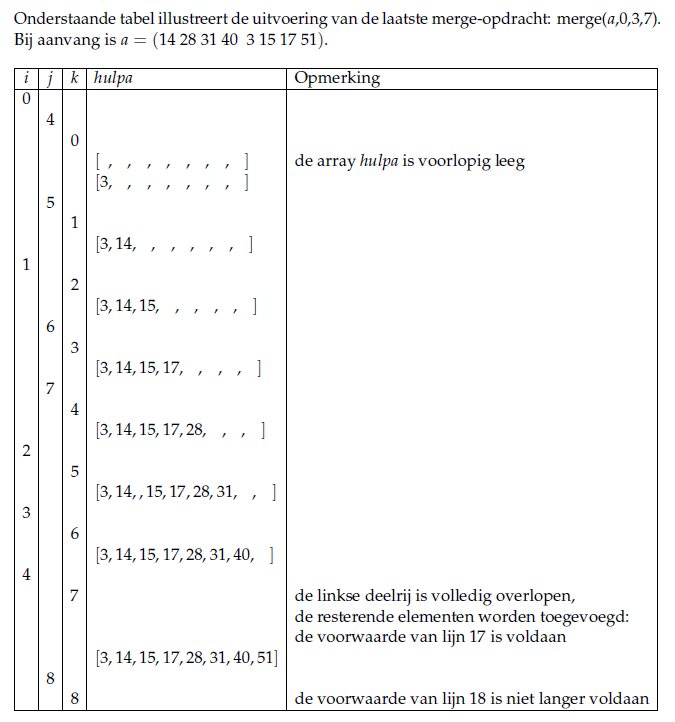 Onderstaande tabel illustreert de uitvoering van de laatste merge-opdracht: merge(a,0,3,7).
Bij aanvang is a = (14 28 31 40 3 15 17 51).
i j k hulpa Opmerking
0
4
0
[ , , , , , , , ] de array hulpa is voorlopig leeg
[3, , , , , , , ]
5
1
[3, 14, , , , , , ]
1
2
[3, 14, 15, , , , , ]
6
3
[3, 14, 15, 17, , , , ]
7
4
[3, 14, 15, 17, 28, , , ]
2
5
[3, 14, , 15, 17, 28, 31, , ]
3
6
[3, 14, 15, 17, 28, 31, 40, ]
4
7 de linkse deelrij is volledig overlopen,
de resterende elementen worden toegevoegd:
de voorwaarde van lijn 17 is voldaan
[3, 14, 15, 17, 28, 31, 40, 51]
8
8 de voorwaarde van lijn 18 is niet langer voldaan